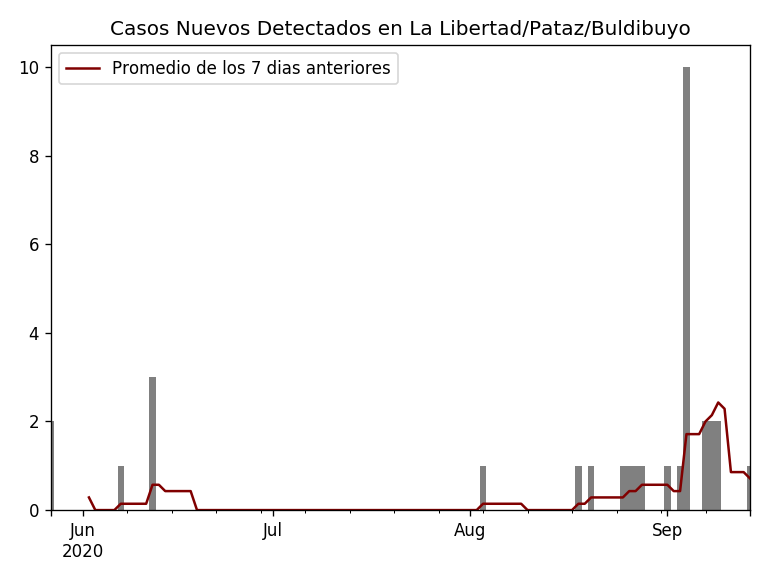 Casos Nuevos Detectados en La Libertad/Pataz/Buldibuyo
Promedio de los 7 dias anteriores
10
8
6
4
2
0
Jun Jul Aug Sep
2020